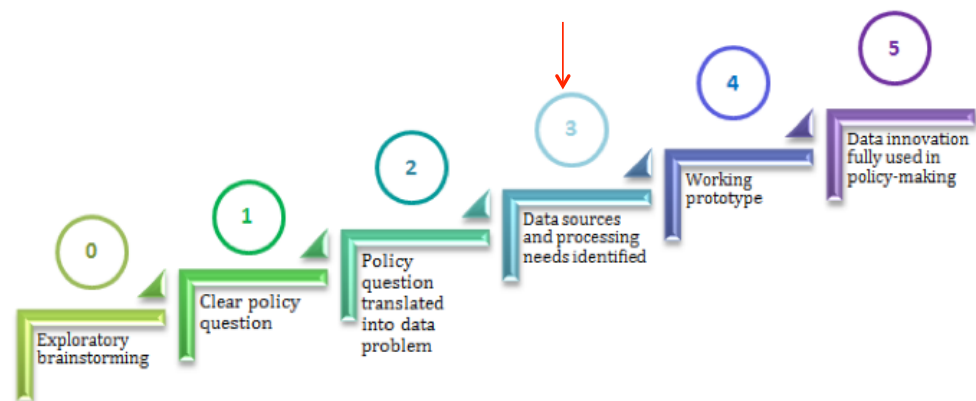 0
Exploratory
brainstorming
1
Clear policy
question
2
Policy
question
translated
into data
problem
3
Data sources
and processing
needs identified
4
Working
prototype
5
Data innovation
fully used in
policy-making